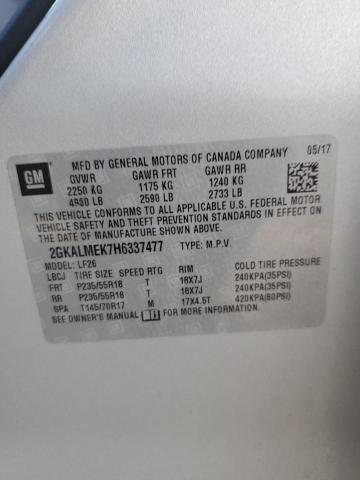 05/17
GM
MFD BY GENERAL MOTORS OF CANADA COMPANY
GVWR GAWR FRT GAWR RR
2250 KG 1175 KG 1240 KG
4960 LB 2590 LB 2733 LB
THIS VEHICLE CONFORMS TO ALL APPLICABLE U.S. FEDERAL MOTOR
VEHICLE SAFETY AND THEFT PREVENTION STANDARDS IN EFFECT ON
THE DATE OF MANUFACTURE SHOWN ABOVE.
2GKALMEK7H6337477 TYPE: M.P.V.
MODEL: LF26
LBCJ TIRE SIZE SPEED RTG RIM COLD TIRE PRESSURE
FRT P235/55R18 T 18X7J 240KPA(35PSI)
RR P235/55R18 T 18X7J 240KPA(35PSI)
SPA T145/70R17 M 17X4.5T 420KPA(60PSI)
SEE OWNER'S MANUAL FOR MORE INFORMATION.